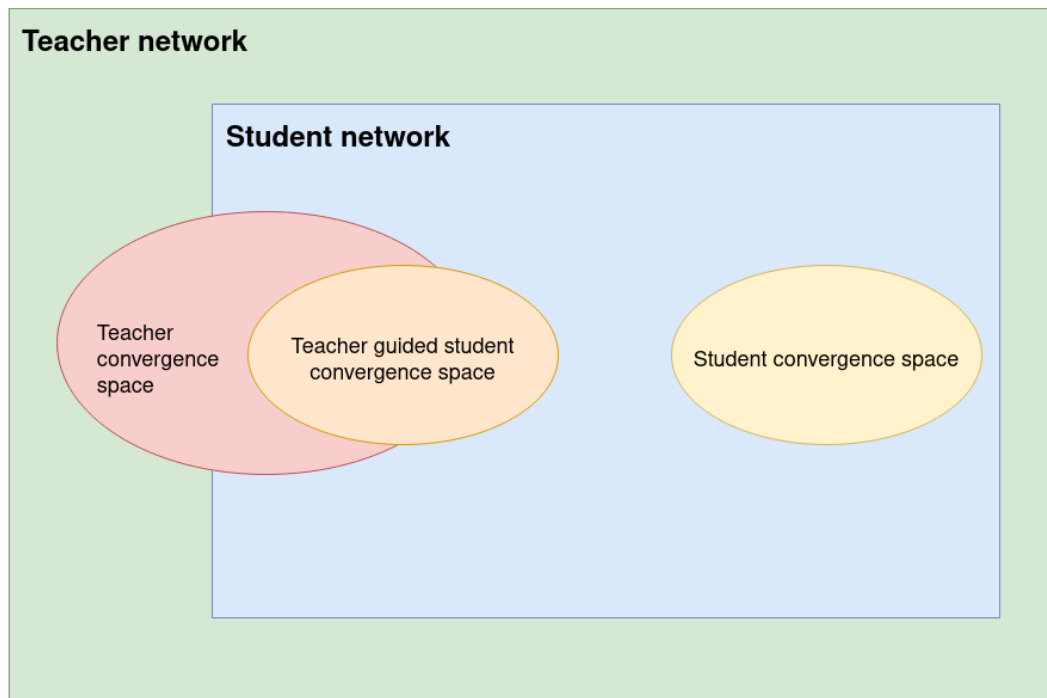 Teacher network
Student network
Teacher
convergence
space
Teacher guided student
convergence space
Student convergence space